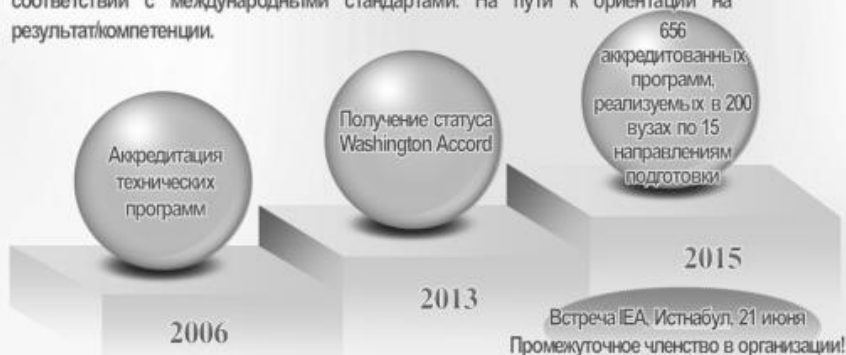 соответствии с международными стандартами. На пути к ориентации на
результат/компетенции.
Аккредитация
технических
программ
2006
Получение статуса
Washington Accord
2013
656
аккредитованных
программ,
реализуемых в 200
вузах по 15
направлениям
подготовки
2015
Встреча IEA, Истнабул, 21 июня
Промежуточное членство в организации!